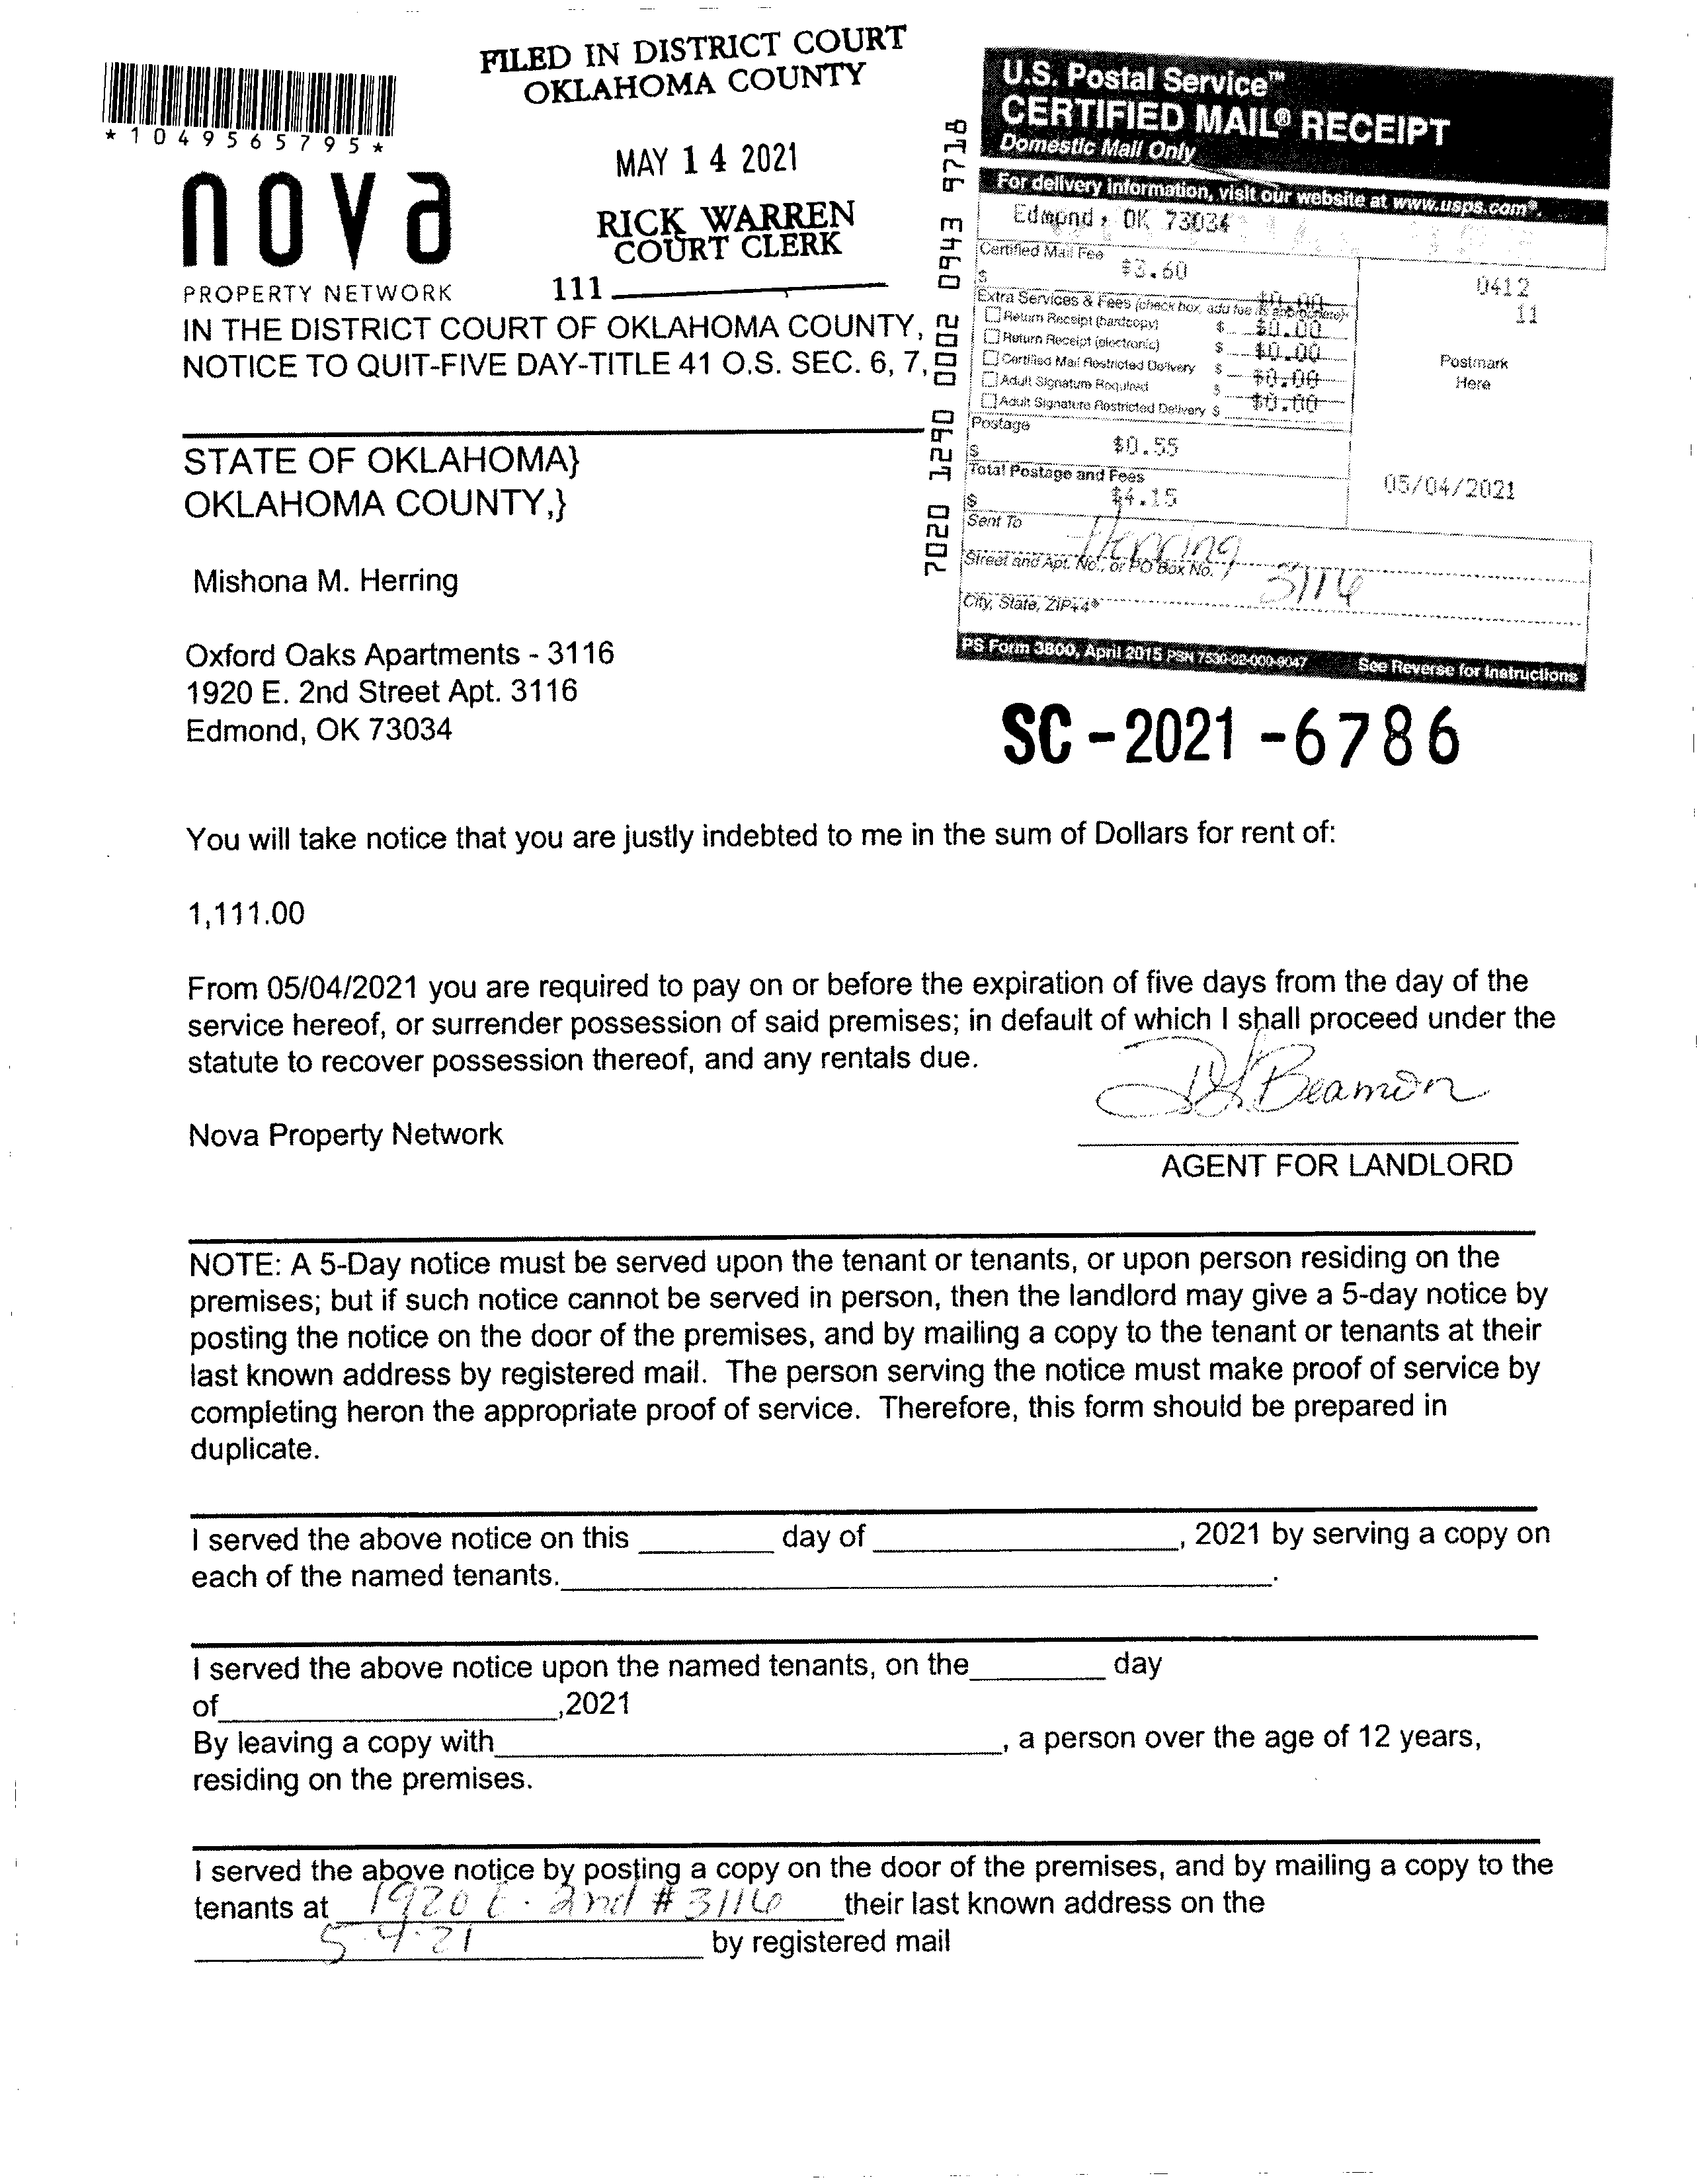 *1049565795*
nova
PROPERTY NETWORK
FILED IN DISTRICT COURT
OKLAHOMA COUNTY
MAY 14 2021
RICK WARREN
COURT CLERK
111
IN THE DISTRICT COURT OF OKLAHOMA COUNTY,
NOTICE TO QUIT-FIVE DAY-TITLE 41 O.S. SEC. 6, 7,
7020 1290 0002 0943 9718
U.S. Postal Service™
CERTIFIED MAIL® RECEIPT
Domestic Mail Only
For delivery information, visit our website at www.usps.com®.
Edmond, OK 73034
Certified Mail Fee
$ $3.60
Extra Services & Fees (check box, add fee as appropriate)
$0.00
Return Receipt (hardcopy) $ $0.00
Return Receipt (electronic) $ $0.00
Certified Mail Restricted Delivery $ $0.00
Adult Signature Required $
Adult Signature Restricted Delivery $ $0.00
Postage
$ $0.55
Total Postage and Fees
$ $4.15
0412
11
Postmark
Here
05/04/2021
Sent To Herring
Street and Apt. No., or PO Box No. 3116
City, State, ZIP+4®
PS Form 3800, April 2015 PSN 7530-02-000-9047 See Reverse for Instructions
STATE OF OKLAHOMA}
OKLAHOMA COUNTY,}
Mishona M. Herring
Oxford Oaks Apartments - 3116
1920 E. 2nd Street Apt. 3116
Edmond, OK 73034
SC-2021-6786
You will take notice that you are justly indebted to me in the sum of Dollars for rent of:
1,111.00
From 05/04/2021 you are required to pay on or before the expiration of five days from the day of the
service hereof, or surrender possession of said premises; in default of which I shall proceed under the
statute to recover possession thereof, and any rentals due.
Beamon
Nova Property Network
AGENT FOR LANDLORD
NOTE: A 5-Day notice must be served upon the tenant or tenants, or upon person residing on the
premises; but if such notice cannot be served in person, then the landlord may give a 5-day notice by
posting the notice on the door of the premises, and by mailing a copy to the tenant or tenants at their
last known address by registered mail. The person serving the notice must make proof of service by
completing heron the appropriate proof of service. Therefore, this form should be prepared in
duplicate.
I served the above notice on this ________ day of __________________, 2021 by serving a copy on
each of the named tenants.__________________________________________.
I served the above notice upon the named tenants, on the________ day
of____________________,2021
By leaving a copy with______________________________, a person over the age of 12 years,
residing on the premises.
I served the above notice by posting a copy on the door of the premises, and by mailing a copy to the
tenants at 1920 E. 2nd #3116 their last known address on the
5-4-21 by registered mail